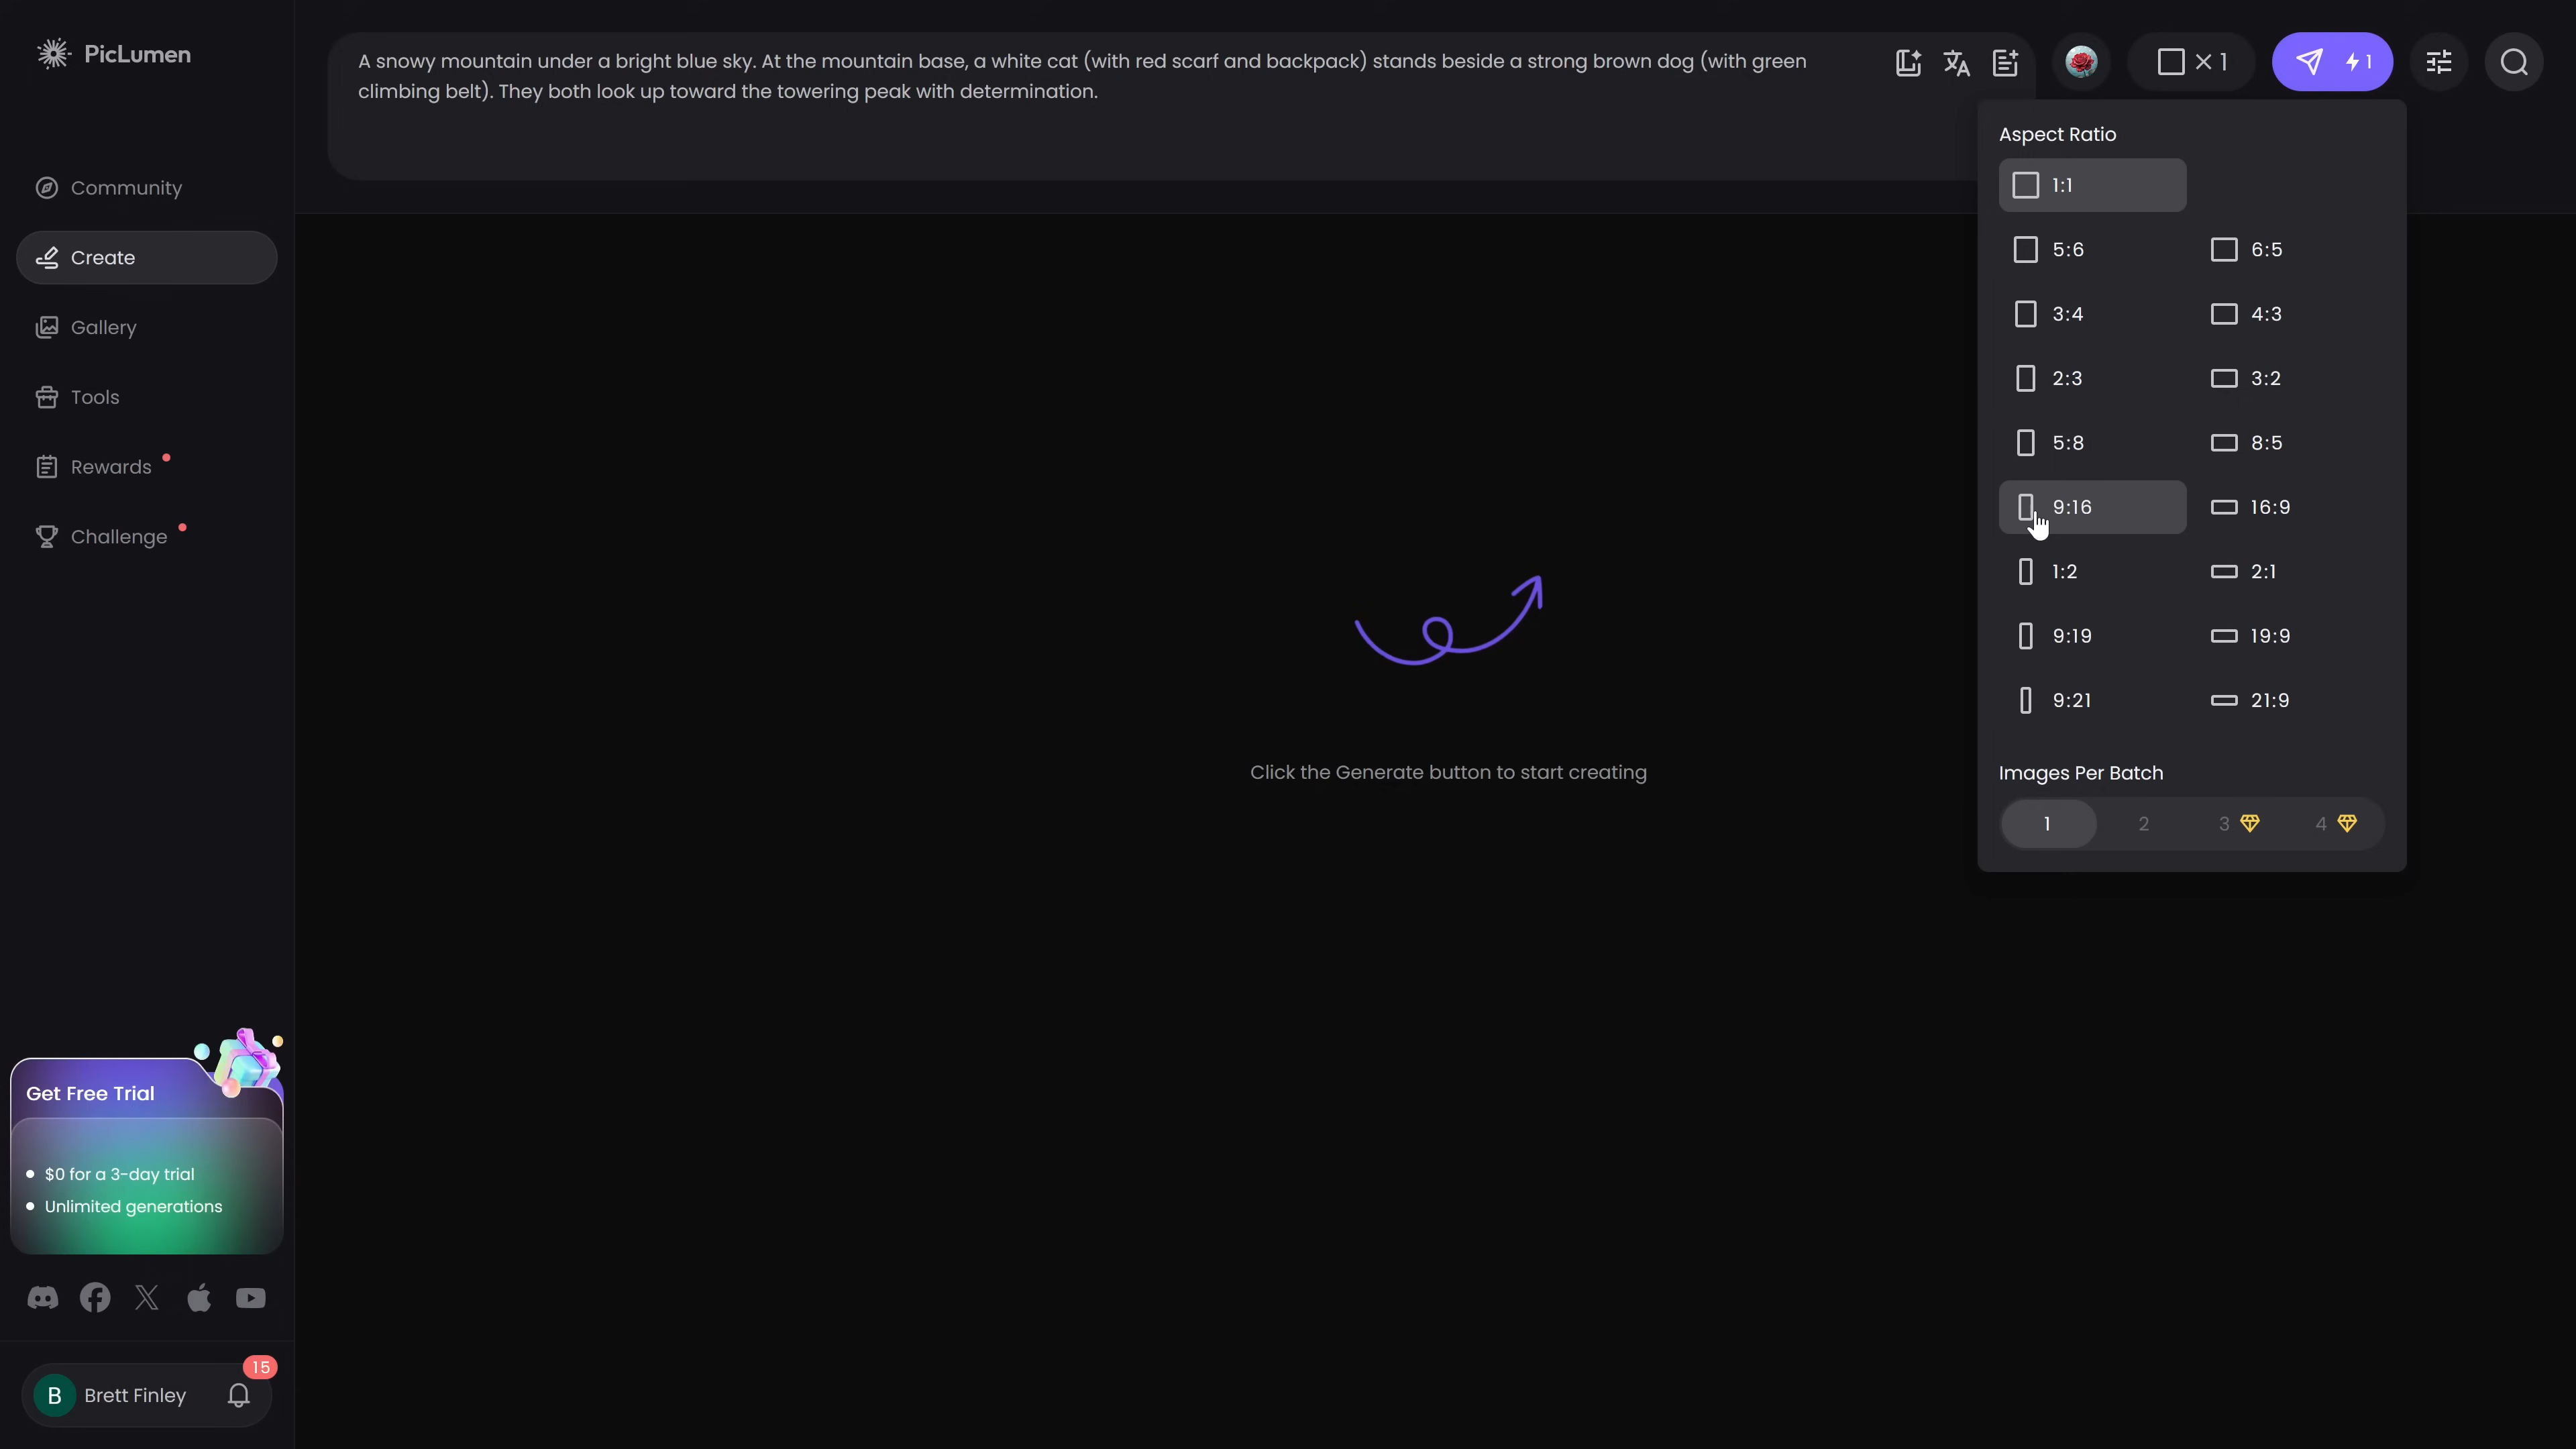 PicLumen
Community
Create
Gallery
Tools
Rewards
Challenge
Get Free Trial
$0 for a 3-day trial
Unlimited generations
15
B
Brett Finley
A snowy mountain under a bright blue sky. At the mountain base, a white cat (with red scarf and backpack) stands beside a strong brown dog (with green
climbing belt). They both look up toward the towering peak with determination.
× 1
1
Click the Generate button to start creating
Aspect Ratio
1:1
5:6 6:5
3:4 4:3
2:3 3:2
5:8 8:5
9:16 16:9
1:2 2:1
9:19 19:9
9:21 21:9
Images Per Batch
1 2 3 4